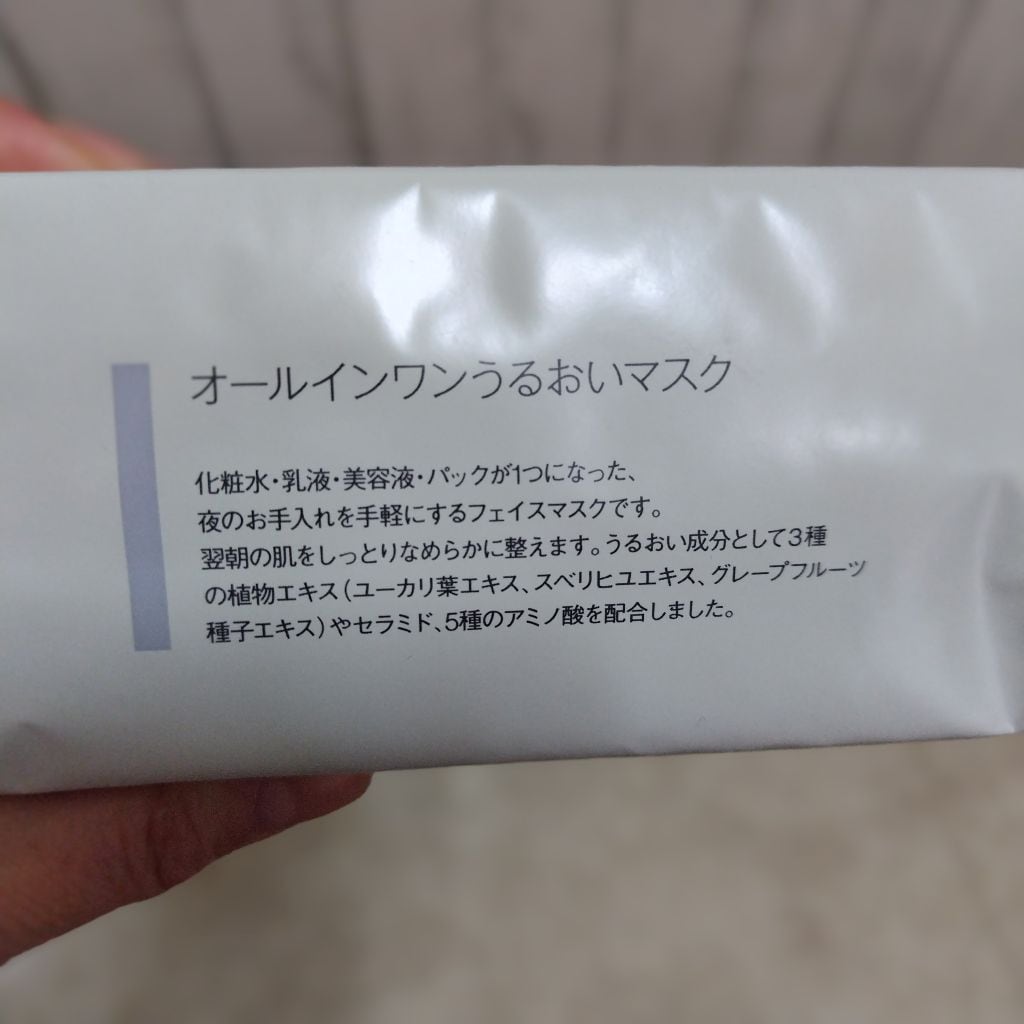 オールインワンうるおいマスク
化粧水・乳液・美容液・パックが1つになった、
夜のお手入れを手軽にするフェイスマスクです。
翌朝の肌をしっとりなめらかに整えます。うるおい成分として3種
の植物エキス(ユーカリ葉エキス、スベリヒユエキス、グレープフルーツ
種子エキス)やセラミド、5種のアミノ酸を配合しました。